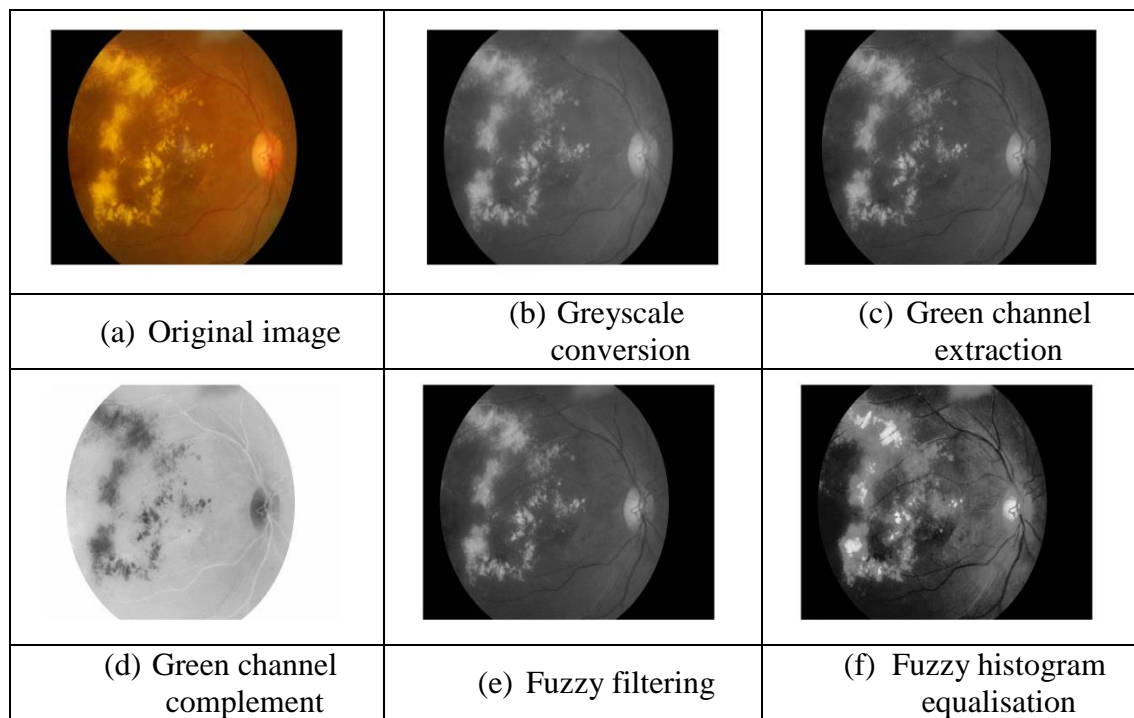 (a) Original image
(b) Greyscale
conversion
(c) Green channel
extraction
(d) Green channel
complement
(e) Fuzzy filtering
(f) Fuzzy histogram
equalisation